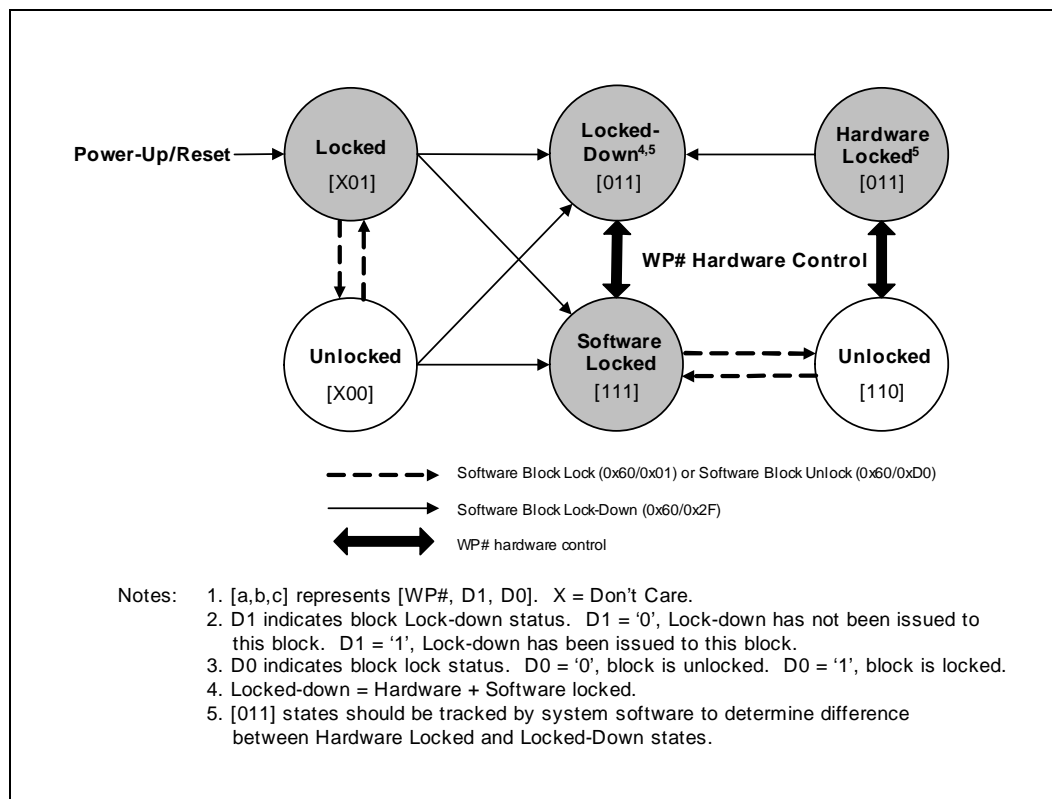 Power-Up/Reset
Locked
[X01]
Locked-
Down4,5
[011]
Hardware
Locked5
[011]
WP# Hardware Control
Unlocked
[X00]
Software
Locked
[111]
Unlocked
[110]
Software Block Lock (0x60/0x01) or Software Block Unlock (0x60/0xD0)
Software Block Lock-Down (0x60/0x2F)
WP# hardware control
Notes: 1. [a,b,c] represents [WP#, D1, D0]. X = Don't Care.
2. D1 indicates block Lock-down status. D1 = ‘0’, Lock-down has not been issued to
this block. D1 = ‘1’, Lock-down has been issued to this block.
3. D0 indicates block lock status. D0 = ‘0’, block is unlocked. D0 = ‘1’, block is locked.
4. Locked-down = Hardware + Software locked.
5. [011] states should be tracked by system software to determine difference
between Hardware Locked and Locked-Down states.